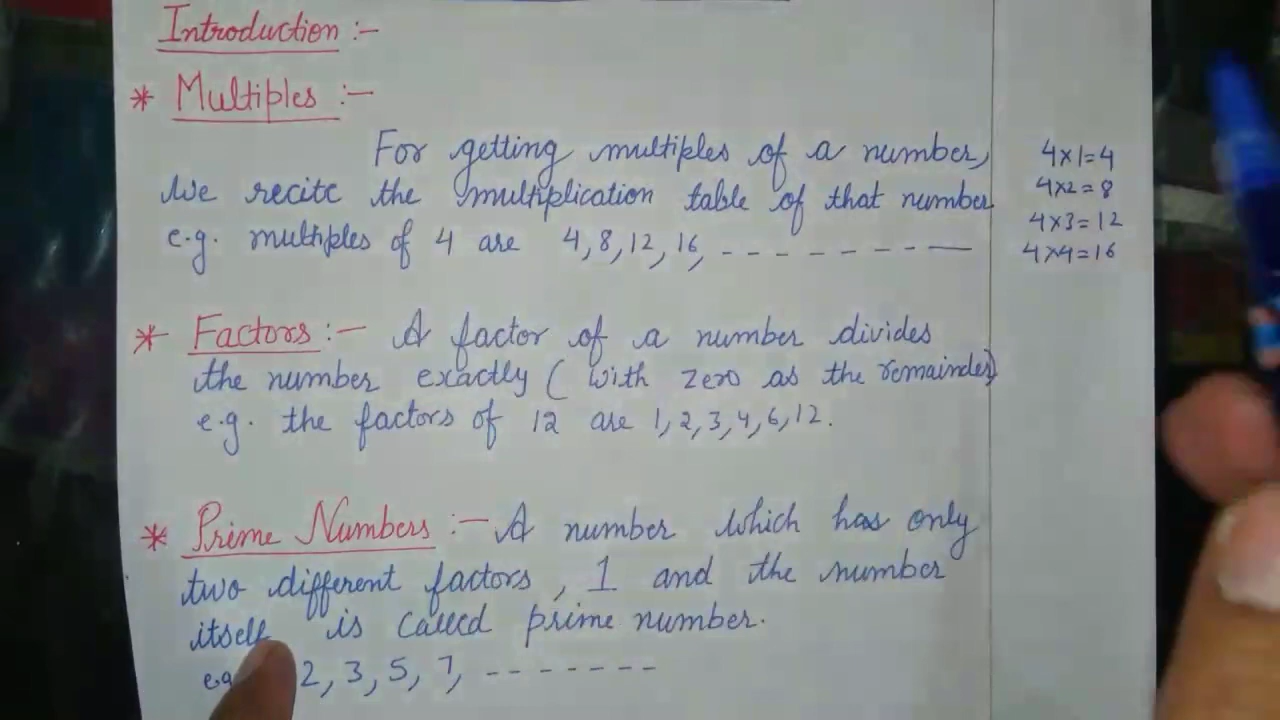 Introduction :-
* Multiples :-
For getting multiples of a number,
We recite the multiplication table of that number
e.g. multiples of 4 are 4, 8, 12, 16, - - - - - - - - -
4×1=4
4×2=8
4×3=12
4×4=16
* Factors :- A factor of a number divides
the number exactly ( with zero as the remainder)
e.g. the factors of 12 are 1, 2, 3, 4, 6, 12.
* Prime Numbers :- A number which has only
two different factors, 1 and the number
itself is called prime number.
e.g 2, 3, 5, 7, - - - - - - -